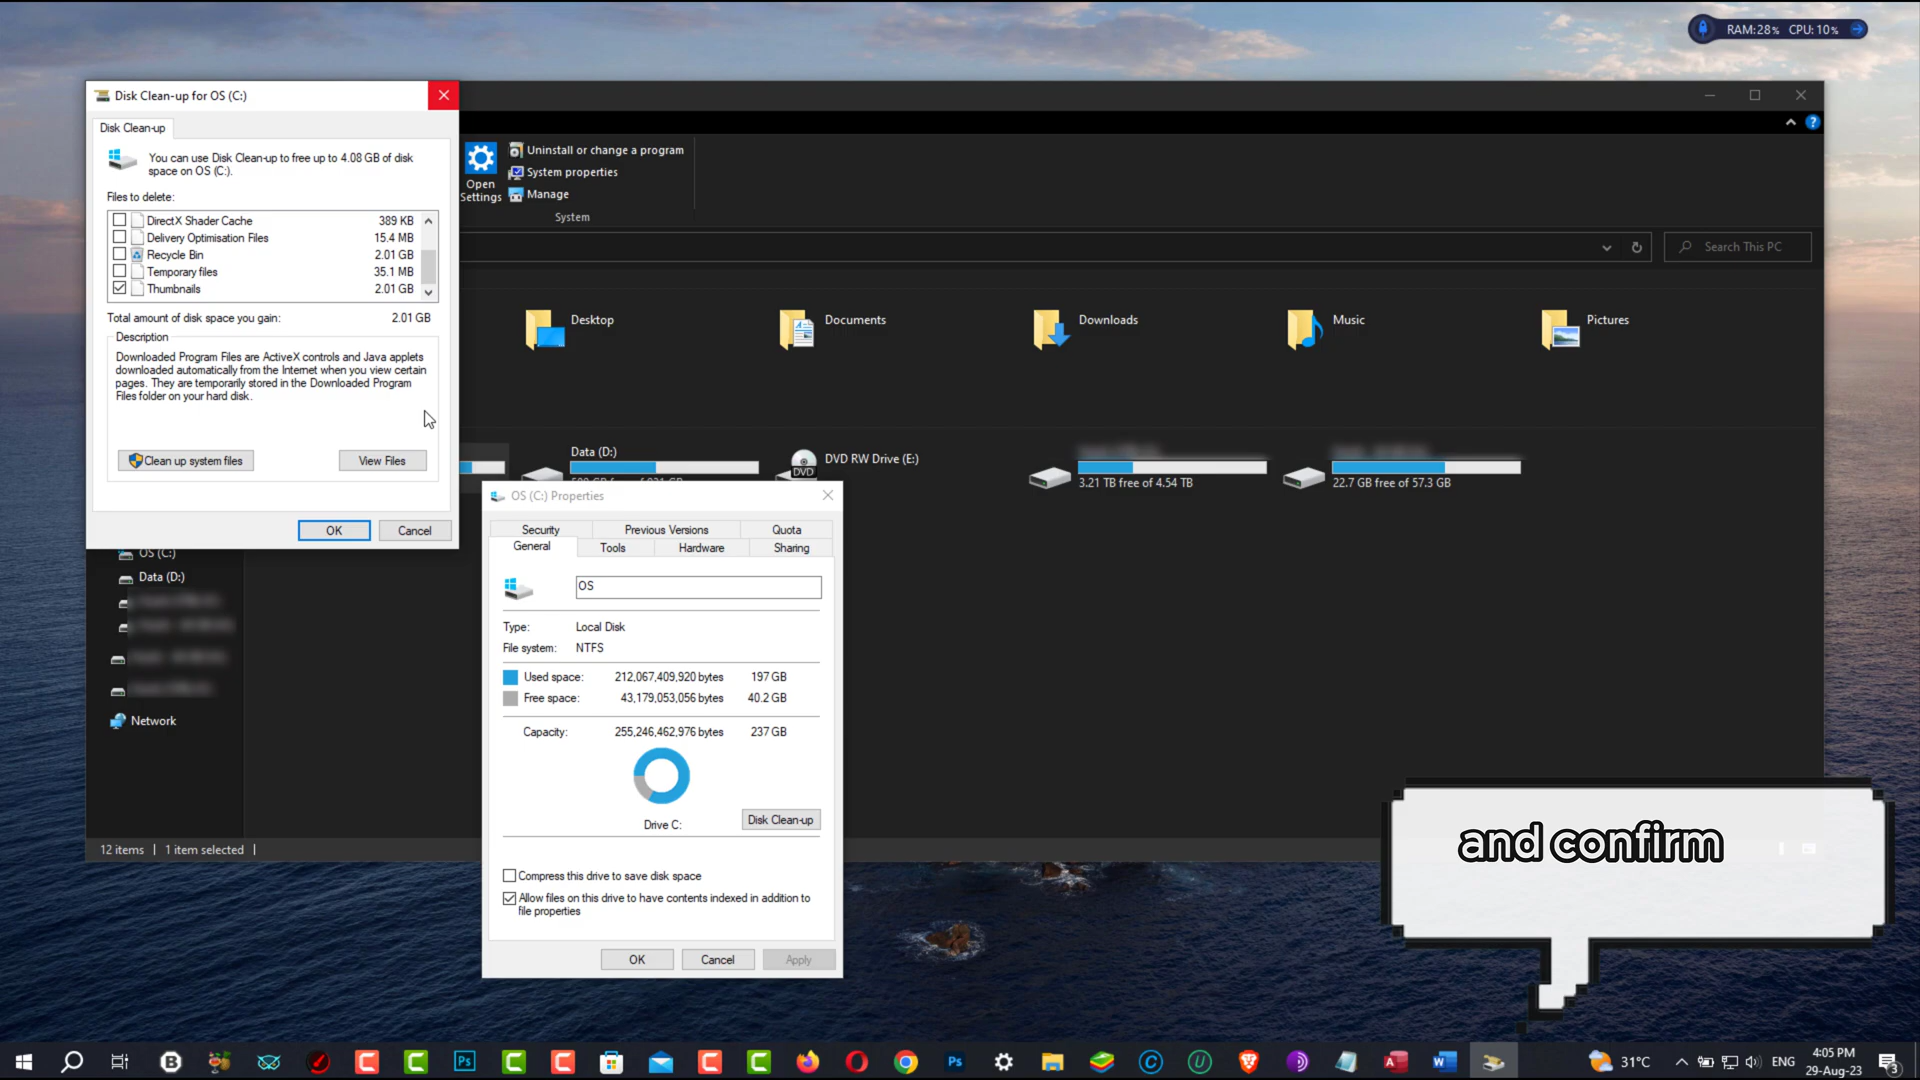 RAM:28% CPU:10%
Disk Clean-up for OS (C:)
Disk Clean-up
You can use Disk Clean-up to free up to 4.08 GB of disk
space on OS (C:).
Files to delete:
DirectX Shader Cache 389 KB
Delivery Optimisation Files 15.4 MB
Recycle Bin 2.01 GB
Temporary files 35.1 MB
Thumbnails 2.01 GB
Total amount of disk space you gain: 2.01 GB
Description
Downloaded Program Files are ActiveX controls and Java applets
downloaded automatically from the Internet when you view certain
pages. They are temporarily stored in the Downloaded Program
Files folder on your hard disk.
Clean up system files View Files
OK Cancel
Open
Settings
Uninstall or change a program
System properties
Manage
System
Search This PC
Desktop Documents Downloads Music Pictures
Data (D:)
DVD RW Drive (E:)
DVD
3.21 TB free of 4.54 TB
22.7 GB free of 57.3 GB
OS (C:)
Data (D:)
Network
12 items | 1 item selected |
OS (C:) Properties
Security Previous Versions Quota
General Tools Hardware Sharing
OS
Type: Local Disk
File system: NTFS
Used space: 212,067,409,920 bytes 197 GB
Free space: 43,179,053,056 bytes 40.2 GB
Capacity: 255,246,462,976 bytes 237 GB
Drive C:
Disk Clean-up
Compress this drive to save disk space
Allow files on this drive to have contents indexed in addition to
file properties
OK Cancel Apply
and confirm
31°C
ENG
4:05 PM
29-Aug-23
3